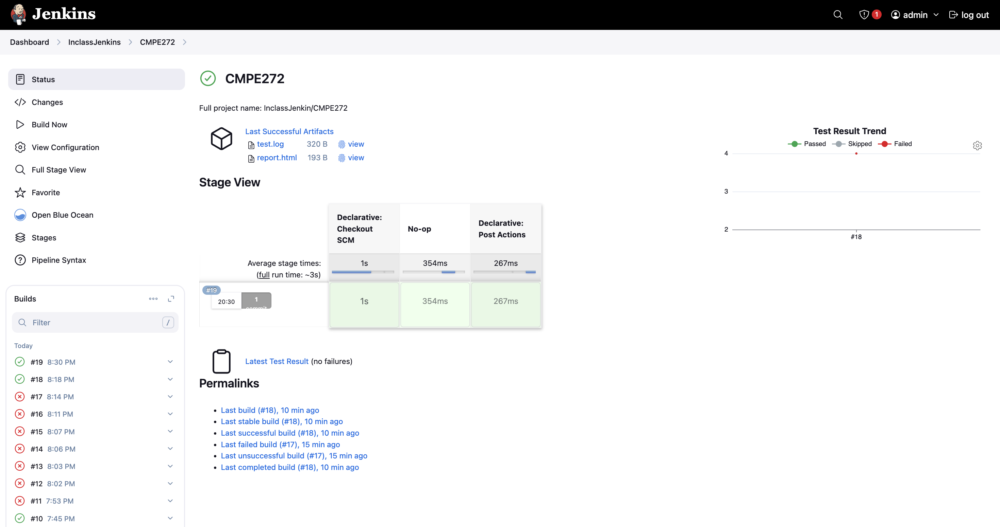 Jenkins
1
admin
log out
Dashboard
InclassJenkins
CMPE272
Status
Changes
Build Now
View Configuration
Full Stage View
Favorite
Open Blue Ocean
Stages
Pipeline Syntax
Builds
Filter
/
Today
#19 8:30 PM
#18 8:18 PM
#17 8:14 PM
#16 8:11 PM
#15 8:07 PM
#14 8:06 PM
#13 8:03 PM
#12 8:02 PM
#11 7:53 PM
#10 7:45 PM
CMPE272
Full project name: InclassJenkin/CMPE272
Last Successful Artifacts
test.log 320 B view
report.html 193 B view
Stage View
Declarative:
Checkout
SCM
No-op
Declarative:
Post Actions
Average stage times:
(full run time: ~3s)
1s
354ms
267ms
#19
20:30
1
commit
1s
354ms
267ms
Latest Test Result (no failures)
Permalinks
Last build (#18), 10 min ago
Last stable build (#18), 10 min ago
Last successful build (#18), 10 min ago
Last failed build (#17), 15 min ago
Last unsuccessful build (#17), 15 min ago
Last completed build (#18), 10 min ago
Test Result Trend
Passed Skipped Failed
4
3
2
#18